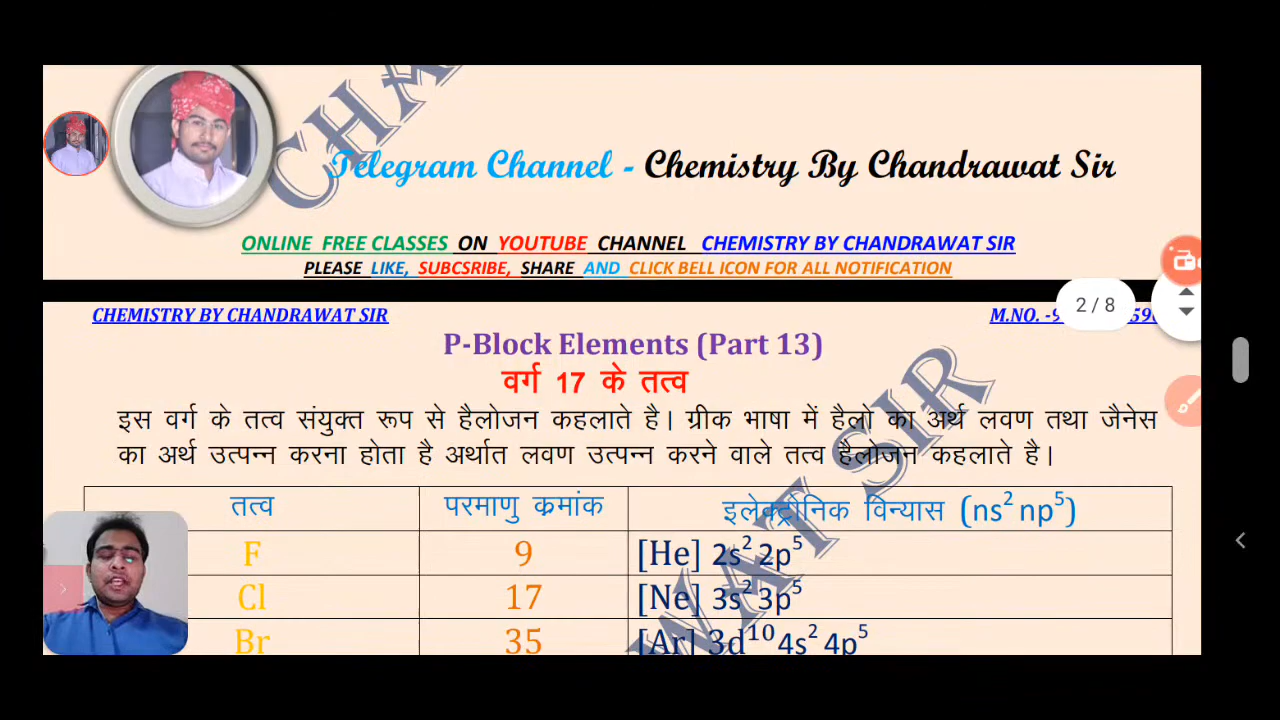 Telegram Channel - Chemistry By Chandrawat Sir
ONLINE FREE CLASSES ON YOUTUBE CHANNEL CHEMISTRY BY CHANDRAWAT SIR
PLEASE LIKE, SUBCSRIBE, SHARE AND CLICK BELL ICON FOR ALL NOTIFICATION
2 / 8
CHEMISTRY BY CHANDRAWAT SIR M.NO. -9
P-Block Elements (Part 13)
वर्ग 17 के तत्व
इस वर्ग के तत्व संयुक्त रूप से हैलोजन कहलाते है। ग्रीक भाषा में हैलो का अर्थ लवण तथा जैनेस
का अर्थ उत्पन्न करना होता है अर्थात लवण उत्पन्न करने वाले तत्व हैलोजन कहलाते है।
तत्व परमाणु क्रमांक इलेक्ट्रोनिक विन्यास (ns² np⁵)
F 9 [He] 2s² 2p⁵
Cl 17 [Ne] 3s² 3p⁵
Br 35 [Ar] 3d¹⁰ 4s² 4p⁵